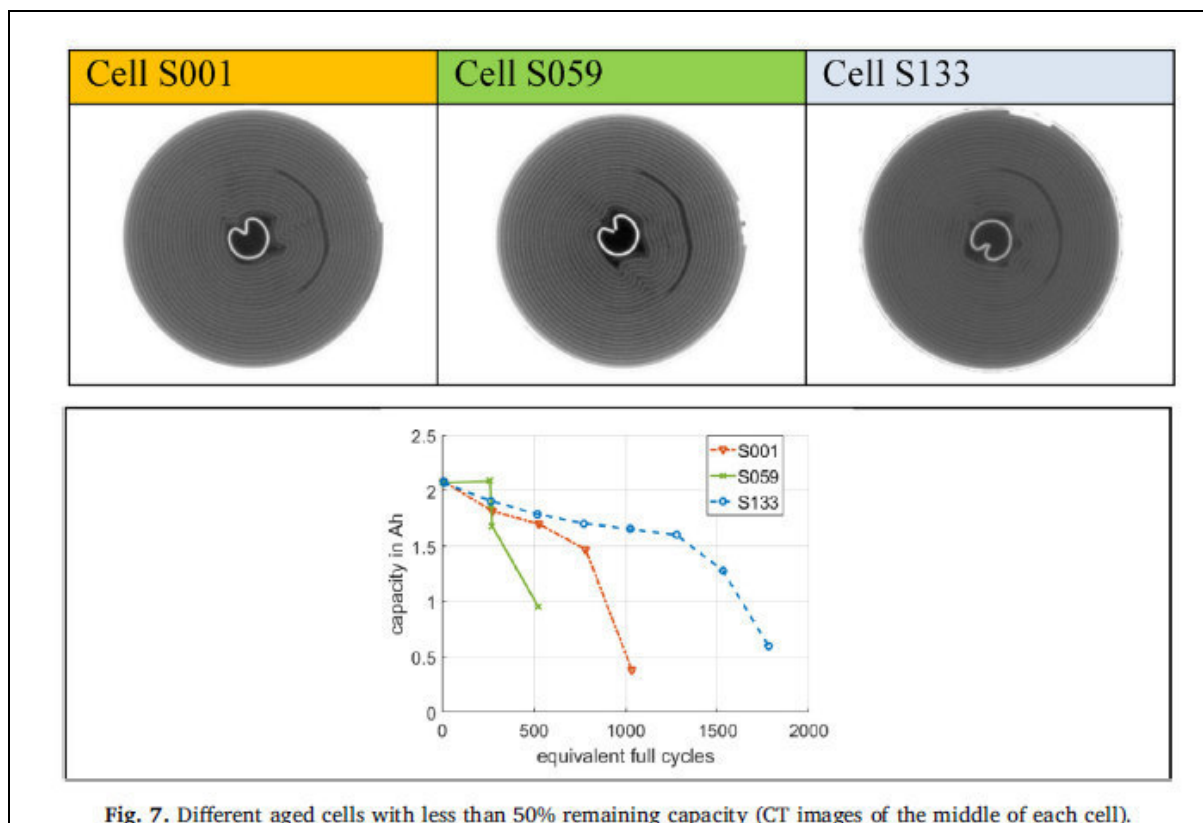 Cell S001
Cell S059
Cell S133
2.5
2
1.5
1
0.5
0
capacity in Ah
S001
S059
S133
0
500
1000
1500
2000
equivalent full cycles
Fig. 7. Different aged cells with less than 50% remaining capacity (CT images of the middle of each cell).